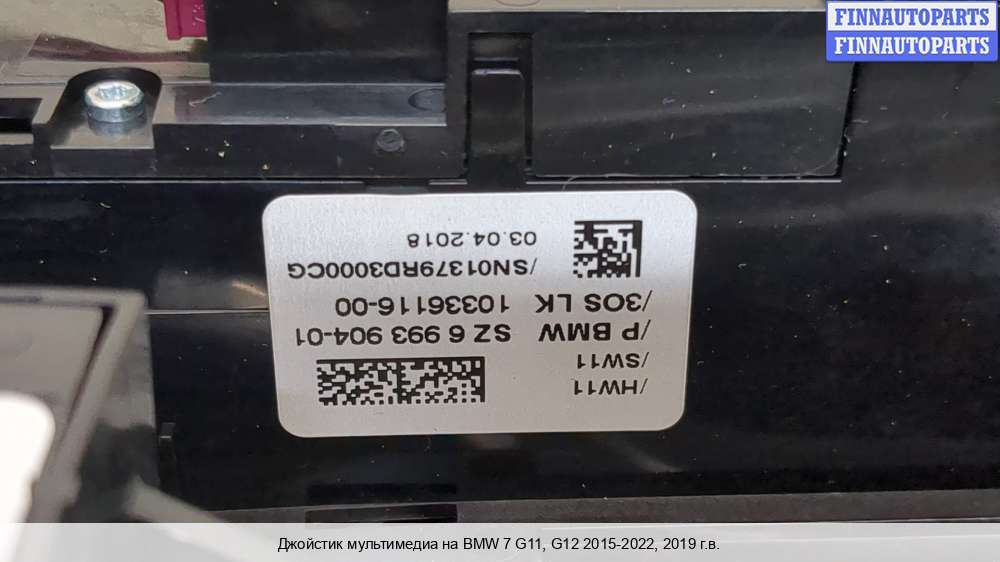 FINNAUTOPARTS
FINNAUTOPARTS
/HW11
/SW11
/P BMW SZ 6 993 904-01
/3OS LK 10336116-00
/SN01379RD3000CG
03.04.2018
Джойстик мультимедиа на BMW 7 G11, G12 2015-2022, 2019 г.в.